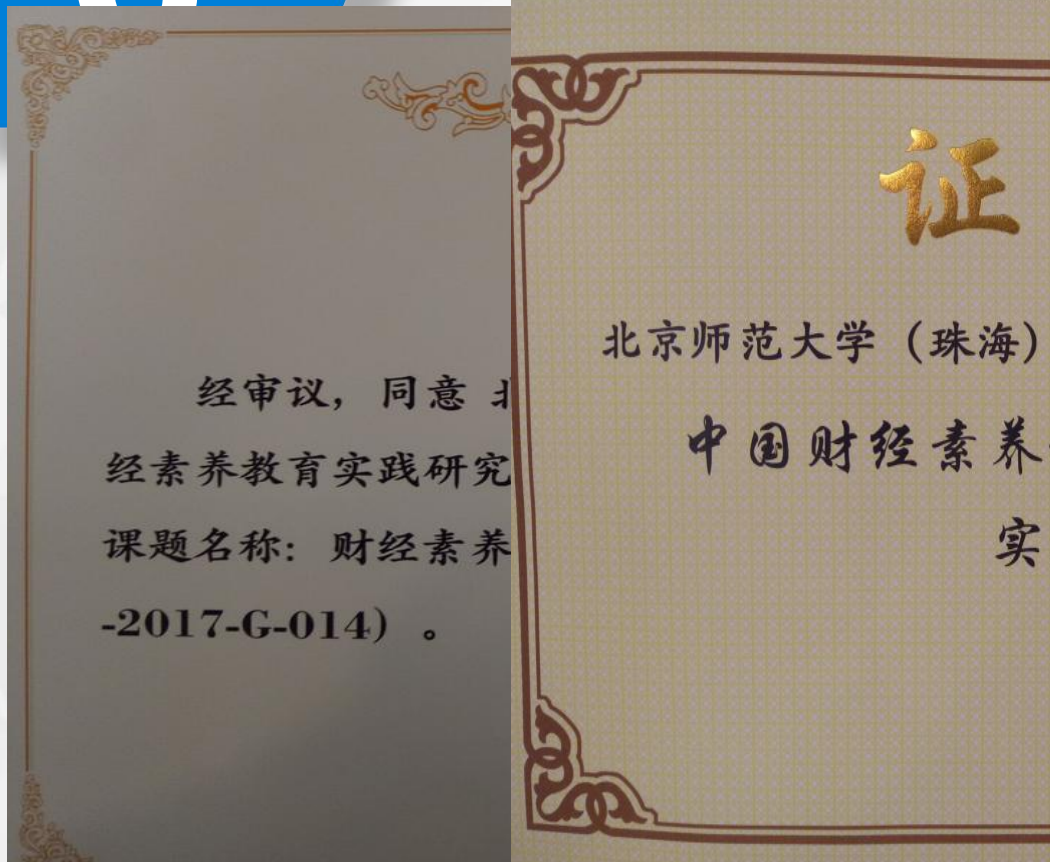 经审议，同意
经素养教育实践研究
课题名称：财经素养
-2017-G-014）。
证
北京师范大学（珠海）
中国财经素养
实